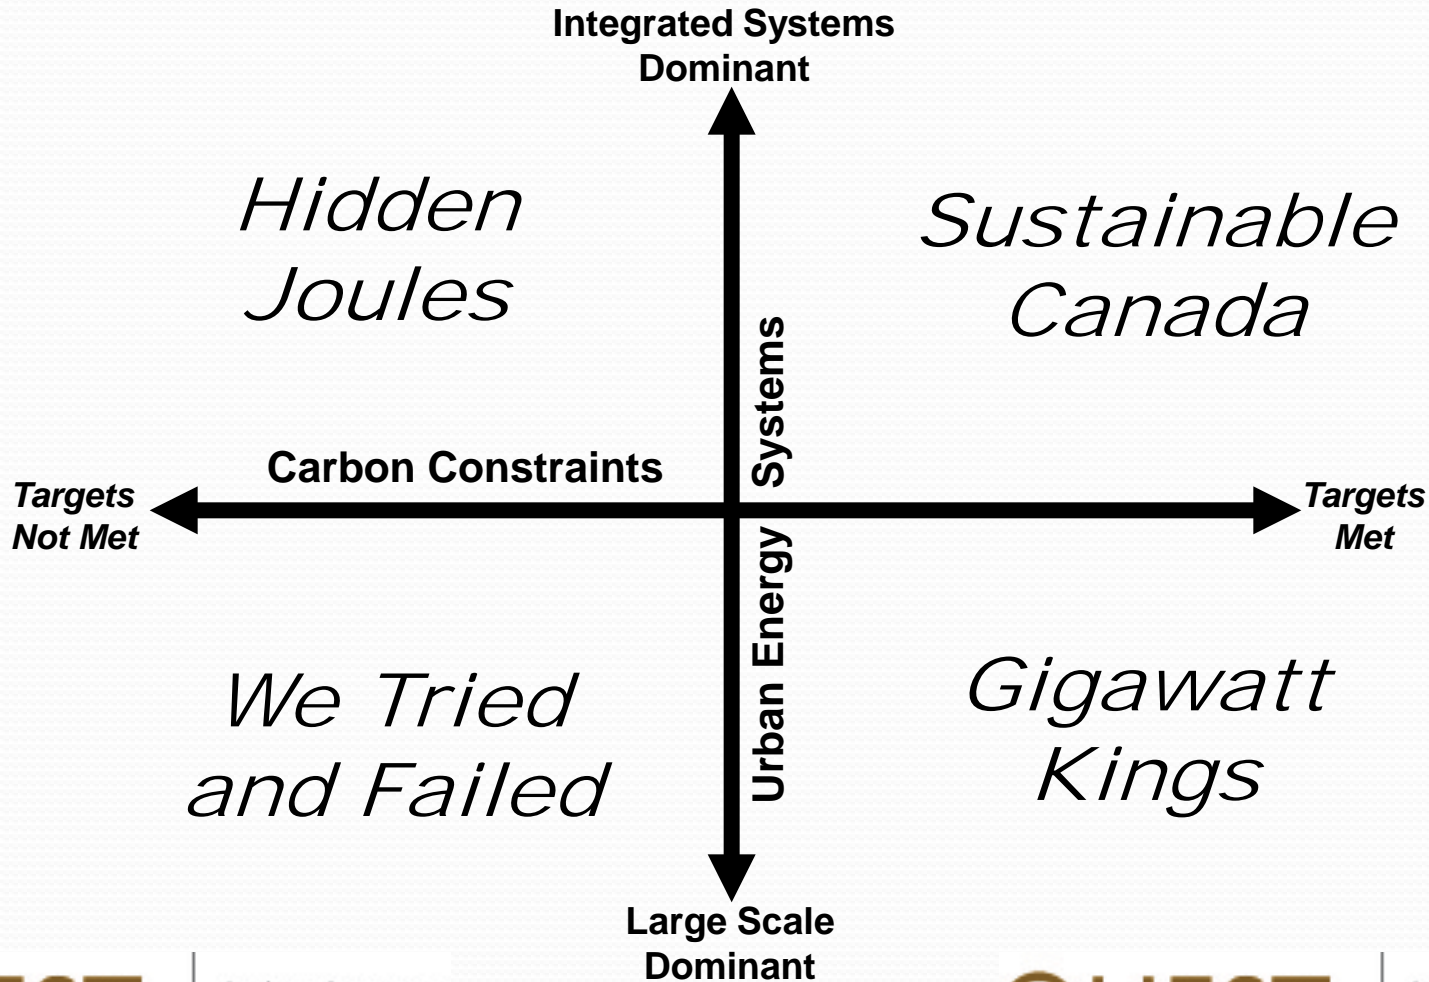 Integrated Systems
Dominant
Hidden
Joules
Sustainable
Canada
Urban Energy Systems
Carbon Constraints
Targets
Not Met
Targets
Met
We Tried
and Failed
Gigawatt
Kings
Large Scale
Dominant